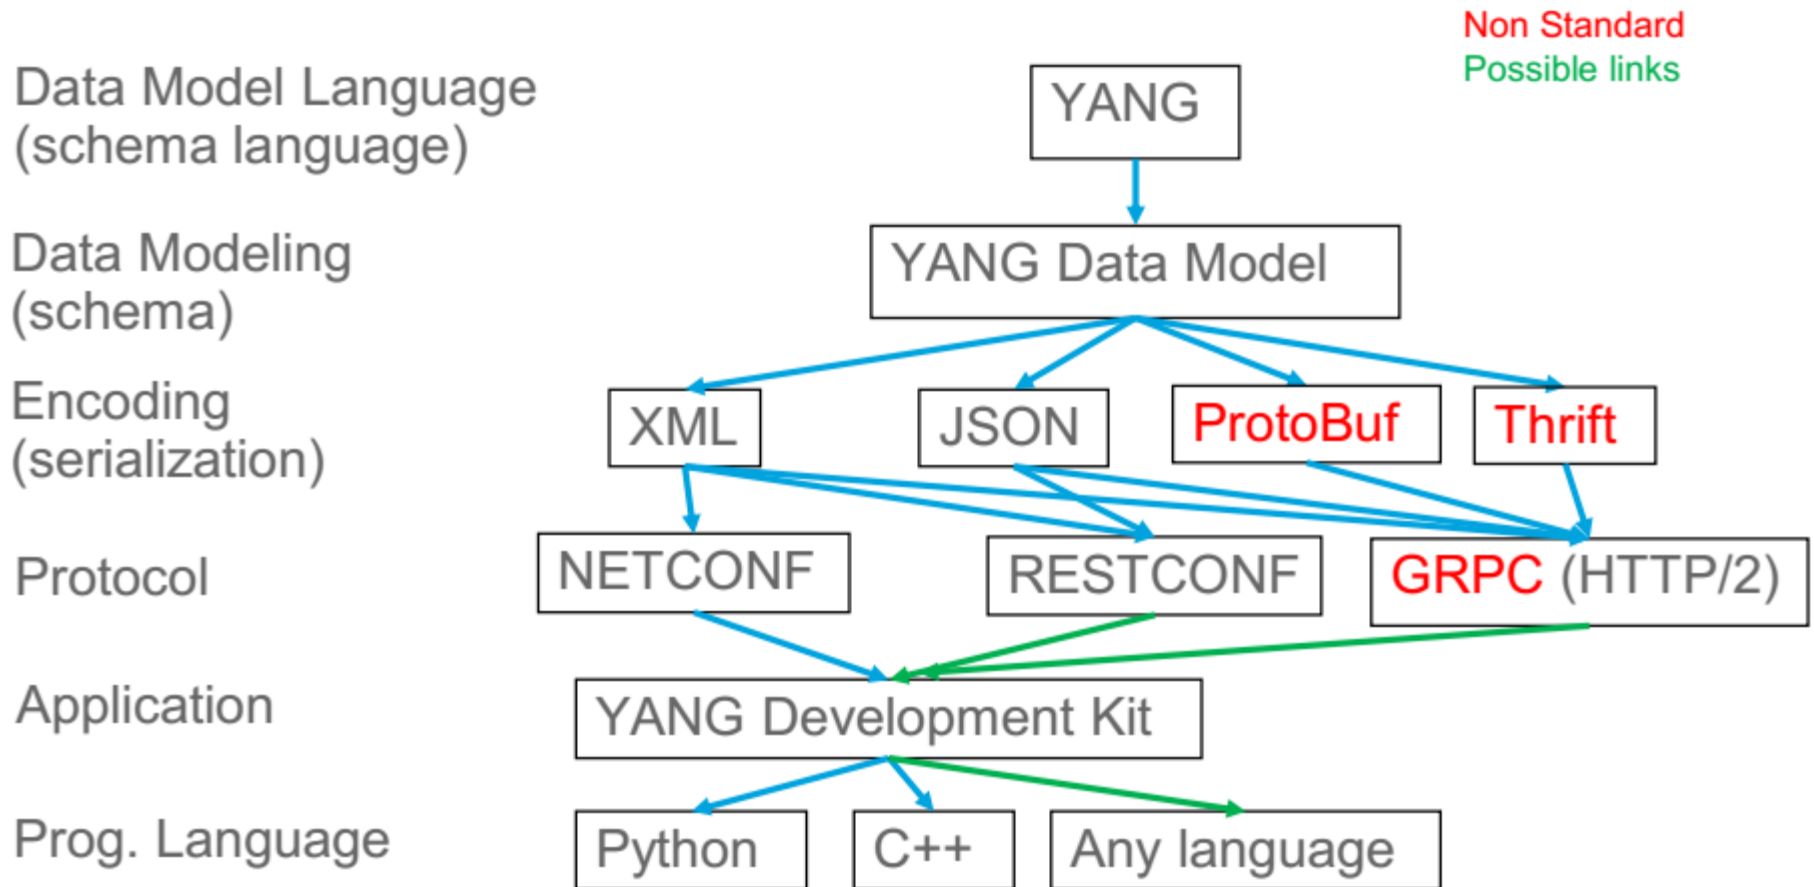 Non Standard
Possible links
Data Model Language
(schema language)
YANG
Data Modeling
(schema)
YANG Data Model
Encoding
(serialization)
XML
JSON
ProtoBuf
Thrift
Protocol
NETCONF
RESTCONF
GRPC (HTTP/2)
Application
YANG Development Kit
Prog. Language
Python
C++
Any language